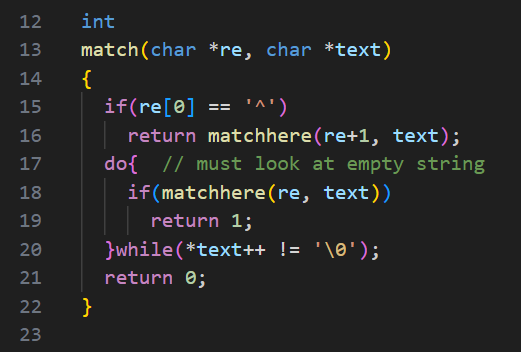 12 int
13 match(char *re, char *text)
14 {
15   if(re[0] == '^')
16     return matchhere(re+1, text);
17   do{  // must look at empty string
18     if(matchhere(re, text))
19       return 1;
20   }while(*text++ != '\0');
21   return 0;
22 }
23